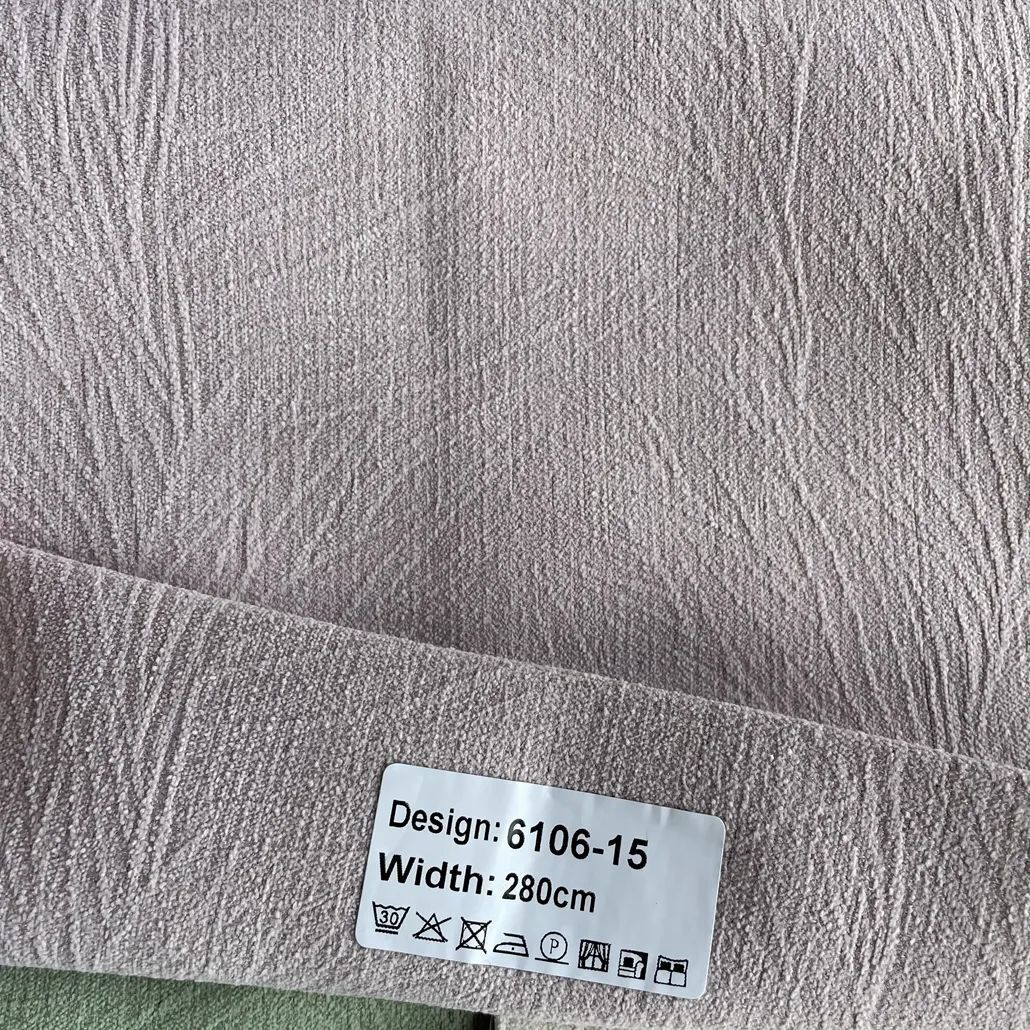 Design: 6106-15
Width: 280cm
30 P